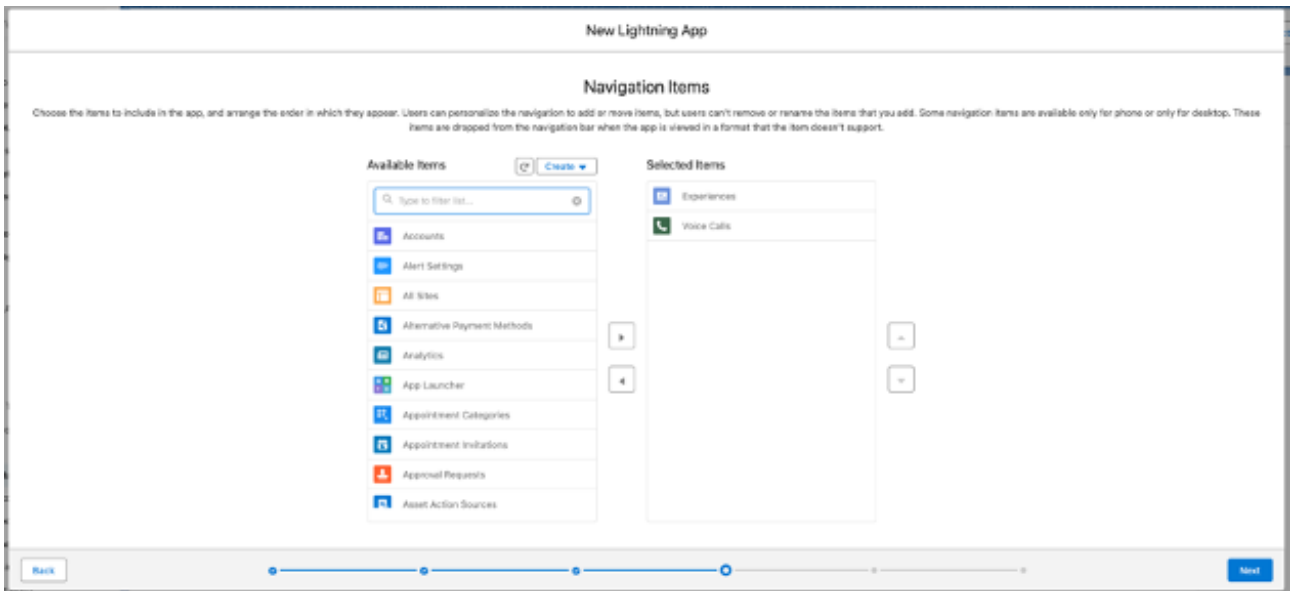 New Lightning App
Navigation Items
Choose the items to include in the app, and arrange the order in which they appear. Users can personalize the navigation to add or move items, but users can't remove or rename the items that you add. Some navigation items are available only for phone or only for desktop. These
items are dropped from the navigation bar when the app is viewed in a format that the item doesn't support.
Available Items
Create
Selected Items
Type to filter list...
Experiences
Voice Calls
Accounts
Alert Settings
All Sites
Alternative Payment Methods
Analytics
App Launcher
Appointment Categories
Appointment Invitations
Approval Requests
Asset Action Sources
Back
Next